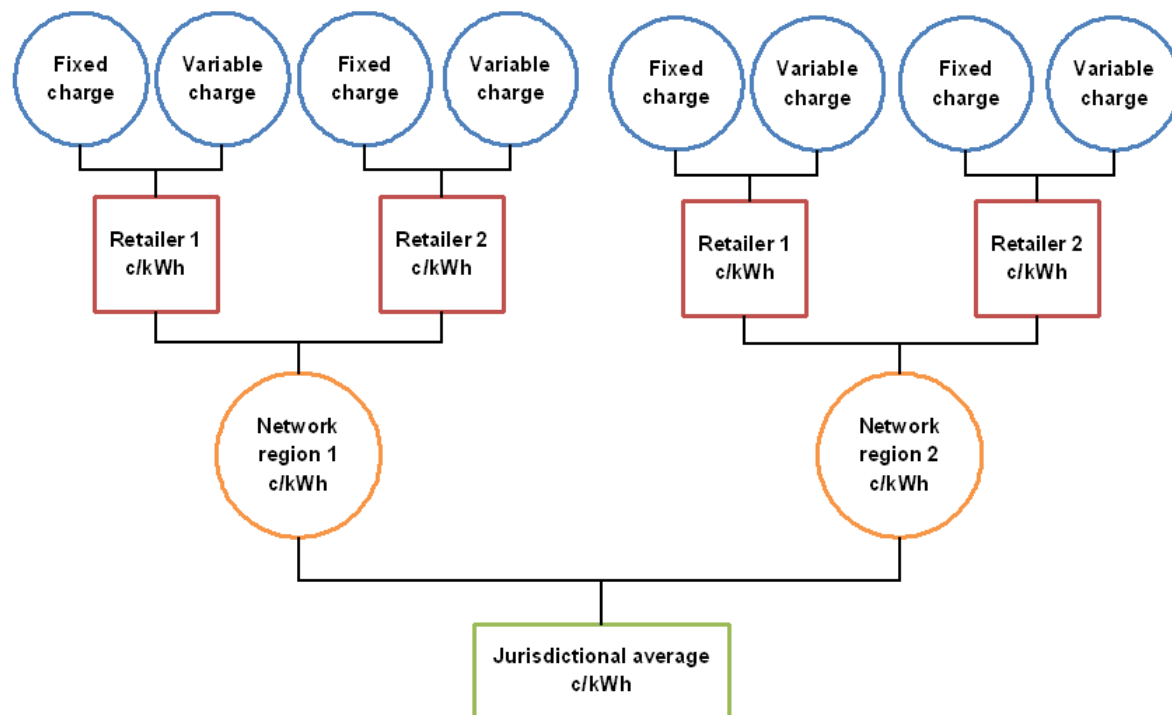 Fixed
charge
Variable
charge
Fixed
charge
Variable
charge
Fixed
charge
Variable
charge
Fixed
charge
Variable
charge
Retailer 1
c/kWh
Retailer 2
c/kWh
Retailer 1
c/kWh
Retailer 2
c/kWh
Network
region 1
c/kWh
Network
region 2
c/kWh
Jurisdictional average
c/kWh